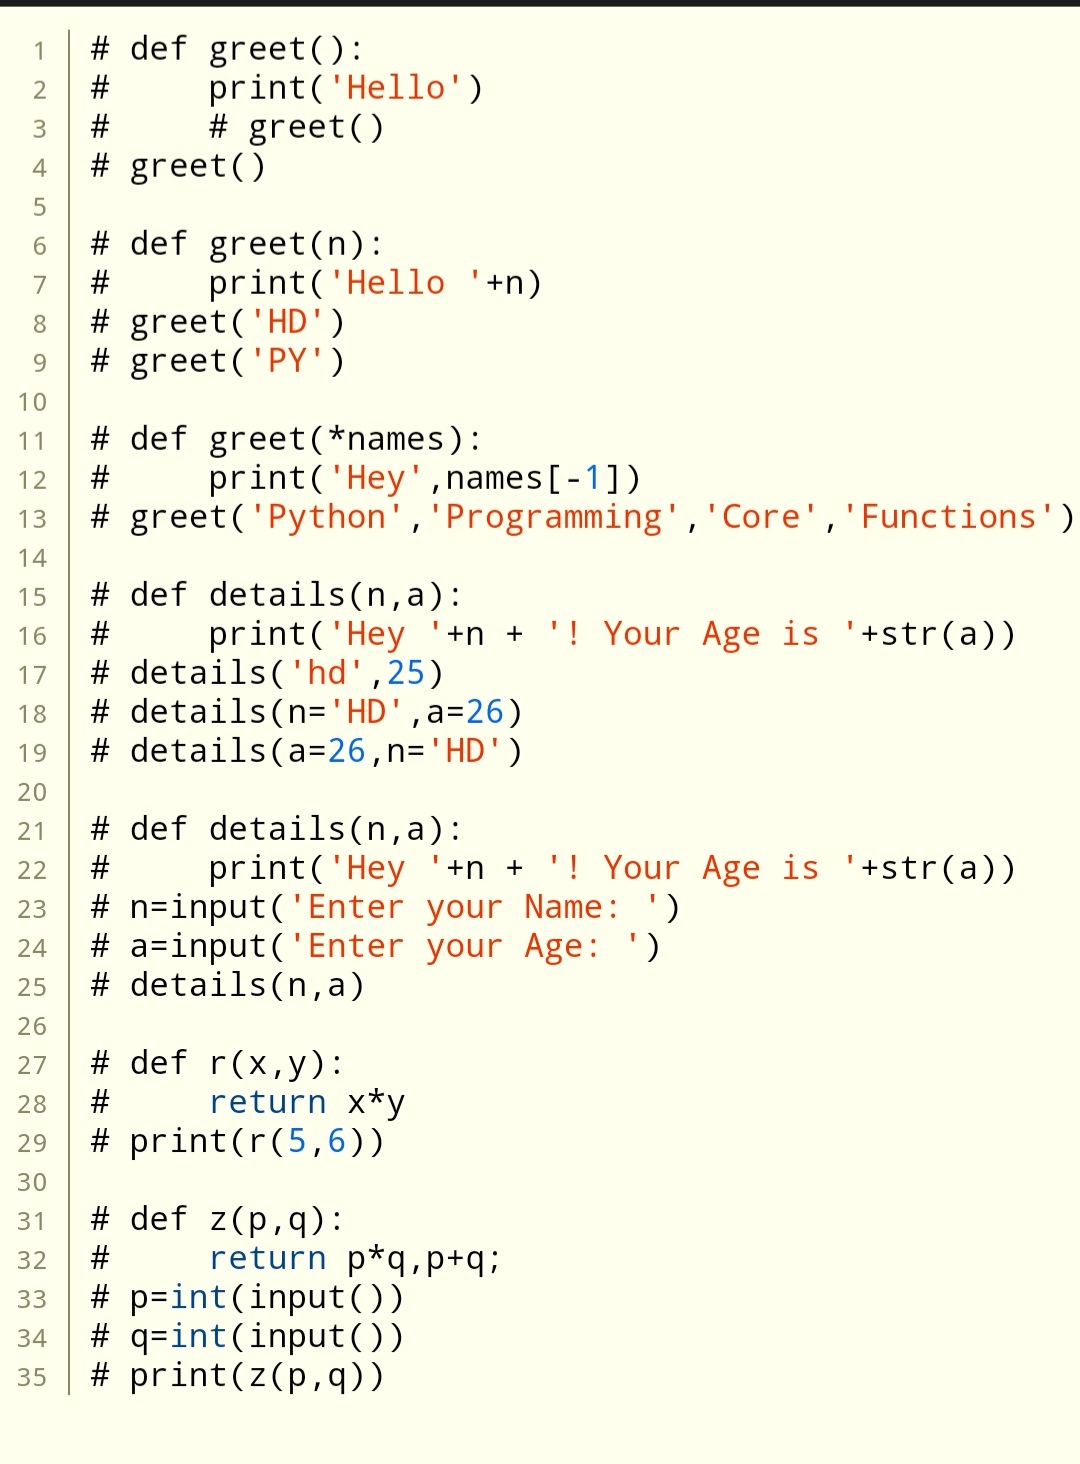 1 # def greet():
2 #     print('Hello')
3 #     # greet()
4 # greet()
5
6 # def greet(n):
7 #     print('Hello '+n)
8 # greet('HD')
9 # greet('PY')
10
11 # def greet(*names):
12 #     print('Hey',names[-1])
13 # greet('Python','Programming','Core','Functions')
14
15 # def details(n,a):
16 #     print('Hey '+n + '! Your Age is '+str(a))
17 # details('hd',25)
18 # details(n='HD',a=26)
19 # details(a=26,n='HD')
20
21 # def details(n,a):
22 #     print('Hey '+n + '! Your Age is '+str(a))
23 # n=input('Enter your Name: ')
24 # a=input('Enter your Age: ')
25 # details(n,a)
26
27 # def r(x,y):
28 #     return x*y
29 # print(r(5,6))
30
31 # def z(p,q):
32 #     return p*q,p+q;
33 # p=int(input())
34 # q=int(input())
35 # print(z(p,q))